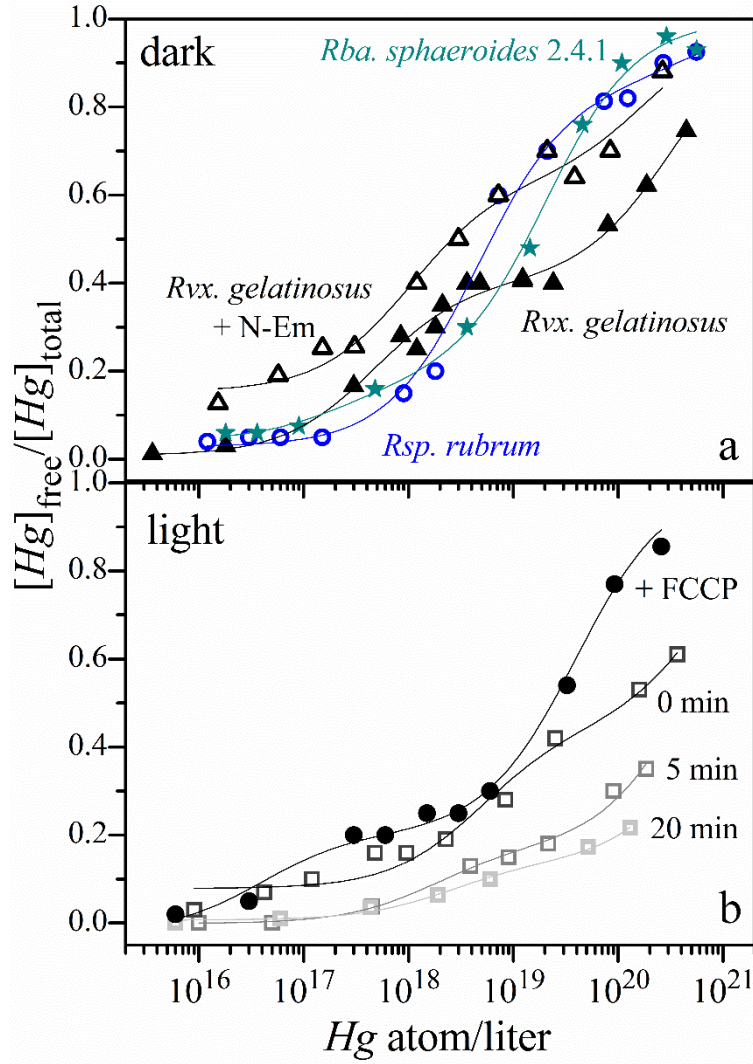 1.0
dark
Rba. sphaeroides 2.4.1
0.8
0.6
0.4
Rvx. gelatinosus
+ N-Em
Rvx. gelatinosus
0.2
Rsp. rubrum
0.0
a
[Hg]free/[Hg]total
1.0
light
0.8
+ FCCP
0 min
0.6
0.4
5 min
20 min
0.2
0.0
b
10^16 10^17 10^18 10^19 10^20 10^21
Hg atom/liter